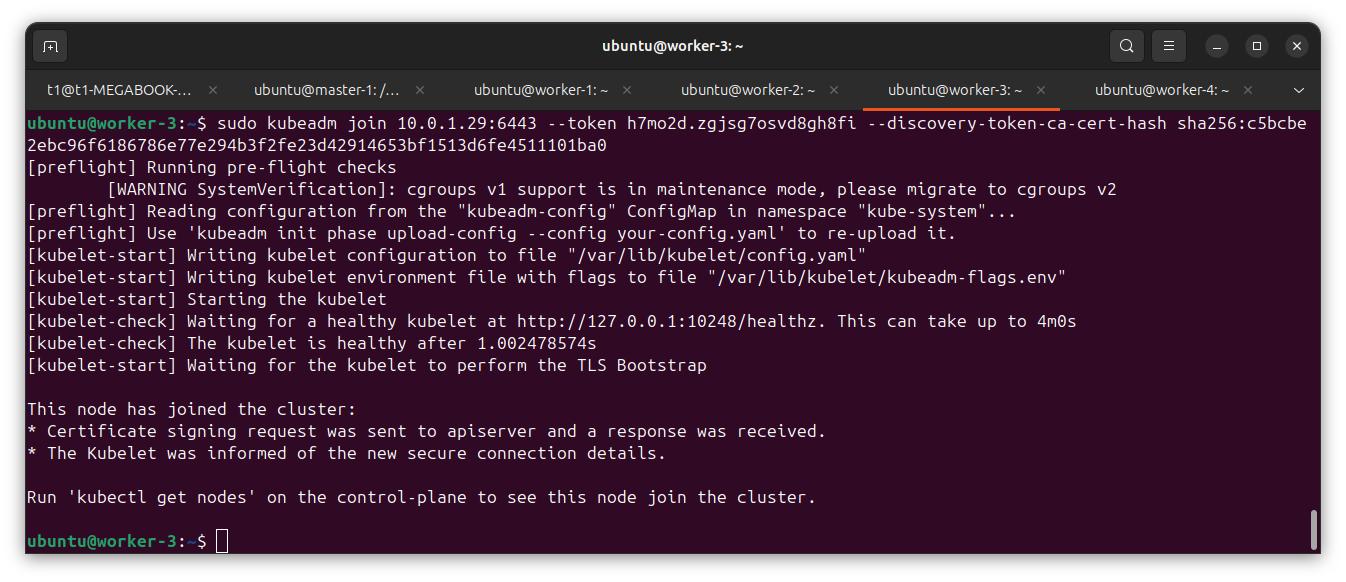 ubuntu@worker-3: ~
t1@t1-MEGABOOK-... × ubuntu@master-1: /... × ubuntu@worker-1: ~ × ubuntu@worker-2: ~ × ubuntu@worker-3: ~ × ubuntu@worker-4: ~ ×
ubuntu@worker-3:~$ sudo kubeadm join 10.0.1.29:6443 --token h7mo2d.zgjsg7osvd8gh8fi --discovery-token-ca-cert-hash sha256:c5bcbe
2ebc96f6186786e77e294b3f2fe23d42914653bf1513d6fe4511101ba0
[preflight] Running pre-flight checks
        [WARNING SystemVerification]: cgroups v1 support is in maintenance mode, please migrate to cgroups v2
[preflight] Reading configuration from the "kubeadm-config" ConfigMap in namespace "kube-system"...
[preflight] Use 'kubeadm init phase upload-config --config your-config.yaml' to re-upload it.
[kubelet-start] Writing kubelet configuration to file "/var/lib/kubelet/config.yaml"
[kubelet-start] Writing kubelet environment file with flags to file "/var/lib/kubelet/kubeadm-flags.env"
[kubelet-start] Starting the kubelet
[kubelet-check] Waiting for a healthy kubelet at http://127.0.0.1:10248/healthz. This can take up to 4m0s
[kubelet-check] The kubelet is healthy after 1.002478574s
[kubelet-start] Waiting for the kubelet to perform the TLS Bootstrap
This node has joined the cluster:
* Certificate signing request was sent to apiserver and a response was received.
* The Kubelet was informed of the new secure connection details.
Run 'kubectl get nodes' on the control-plane to see this node join the cluster.
ubuntu@worker-3:~$